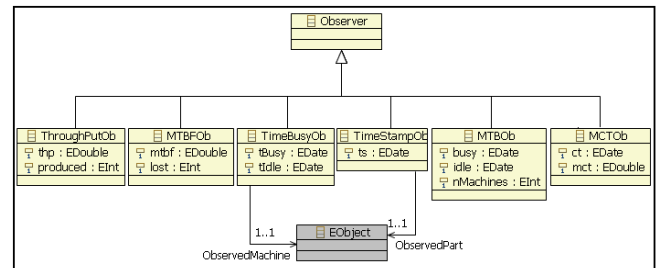 Observer
ThroughPutOb
thp : EDouble
produced : EInt
MTBFOb
mtbf : EDouble
lost : EInt
TimeBusyOb
tBusy : EDate
tIdle : EDate
TimeStampOb
ts : EDate
MTBOb
busy : EDate
idle : EDate
nMachines : EInt
MCTOb
ct : EDate
mct : EDouble
1..1
ObservedMachine
EObject
1..1
ObservedPart